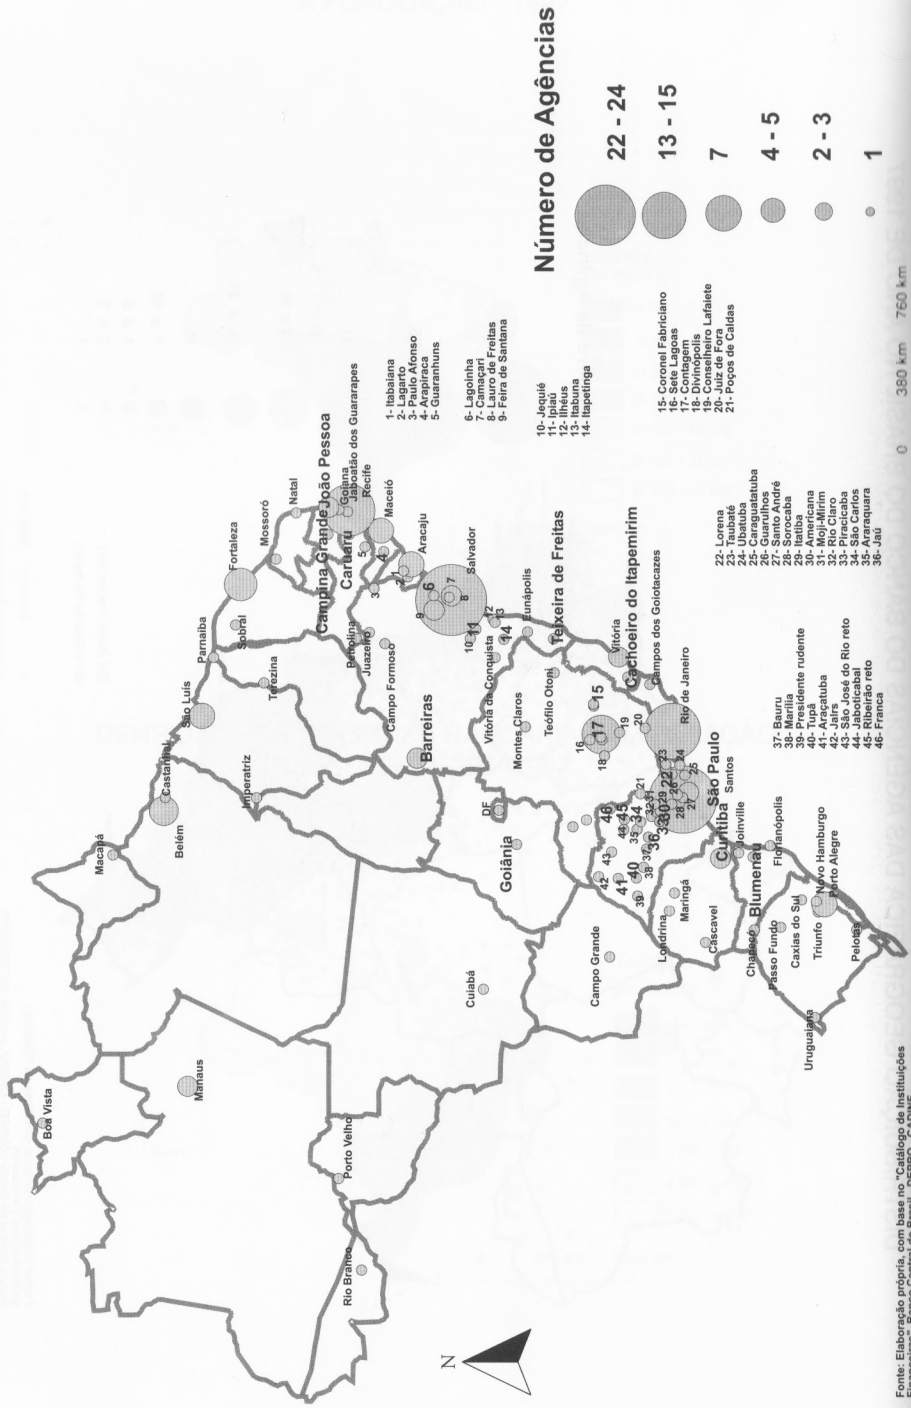 Número de Agências
22 - 24
13 - 15
7
4 - 5
2 - 3
1
Boa Vista
Macapá
Manaus
Belém
Castanhal
São Luis
Parnaiba
Fortaleza
Sobral
Mossoró
Natal
Terezina
Imperatriz
Campina Grande
João Pessoa
Caruaru
Goiana
Jaboatão dos Guararapes
Recife
Maceió
Aracaju
Salvador
Petrolina
Juazeiro
Campo Formoso
Barreiras
Porto Velho
Rio Branco
Cuiabá
Goiânia
DF
Vitória da Conquista
Montes Claros
Teófilo Otoni
Eunápolis
Teixeira de Freitas
Vitória
Cachoeiro do Itapemirim
Campos dos Goiotacazes
Rio de Janeiro
São Paulo
Santos
Campo Grande
Londrina
Maringá
Cascavel
Curitiba
Joinville
Blumenau
Florianópolis
Chapecó
Passo Fundo
Caxias do Sul
Novo Hamburgo
Porto Alegre
Triunfo
Pelotas
Uruguaiana
N
1- Itabaiana
2- Lagarto
3- Paulo Afonso
4- Arapiraca
5- Guaranhuns
6- Lagoinha
7- Camaçari
8- Lauro de Freitas
9- Feira de Santana
10- Jequié
11- Ipiaú
12- Ilhéus
13- Itabuna
14- Itapetinga
15- Coronel Fabriciano
16- Sete Lagoas
17- Contagem
18- Divinópolis
19- Conselheiro Lafaiete
20- Juiz de Fora
21- Poços de Caldas
22- Lorena
23- Taubaté
24- Ubatuba
25- Caraguatatuba
26- Guarulhos
27- Santo André
28- Sorocaba
29- Itatiba
30- Americana
31- Moji-Mirim
32- Rio Claro
33- Piracicaba
34- São Carlos
35- Araraquara
36- Jaú
37- Bauru
38- Marília
39- Presidente rudente
40- Tupã
41- Araçatuba
42- Jalrs
43- São José do Rio reto
44- Jaboticabal
45- Ribeirão reto
46- Franca
0 380 km 760 km
Fonte: Elaboração própria, com base no "Catálogo de Instituições